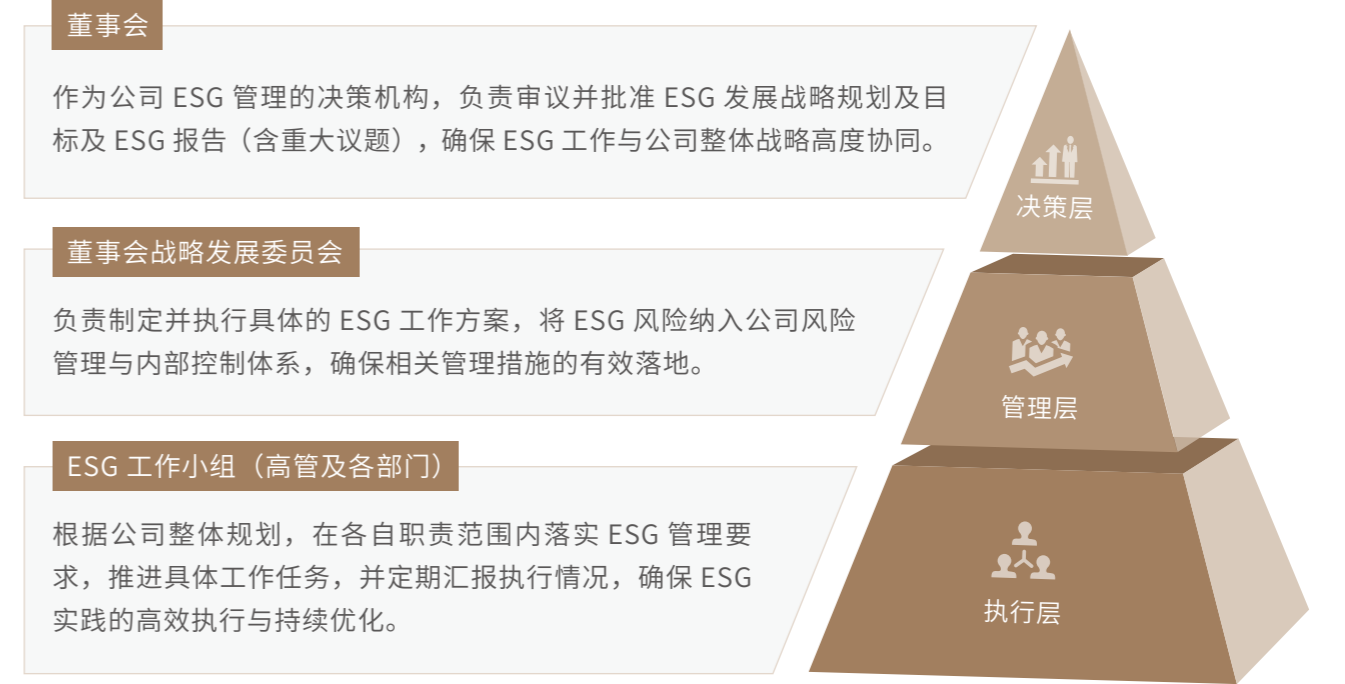 董事会
作为公司 ESG 管理的决策机构，负责审议并批准 ESG 发展战略规划及目
标及 ESG 报告（含重大议题），确保 ESG 工作与公司整体战略高度协同。
决策层
董事会战略发展委员会
负责制定并执行具体的 ESG 工作方案，将 ESG 风险纳入公司风险
管理与内部控制体系，确保相关管理措施的有效落地。
管理层
ESG 工作小组（高管及各部门）
根据公司整体规划，在各自职责范围内落实 ESG 管理要
求，推进具体工作任务，并定期汇报执行情况，确保 ESG
实践的高效执行与持续优化。
执行层